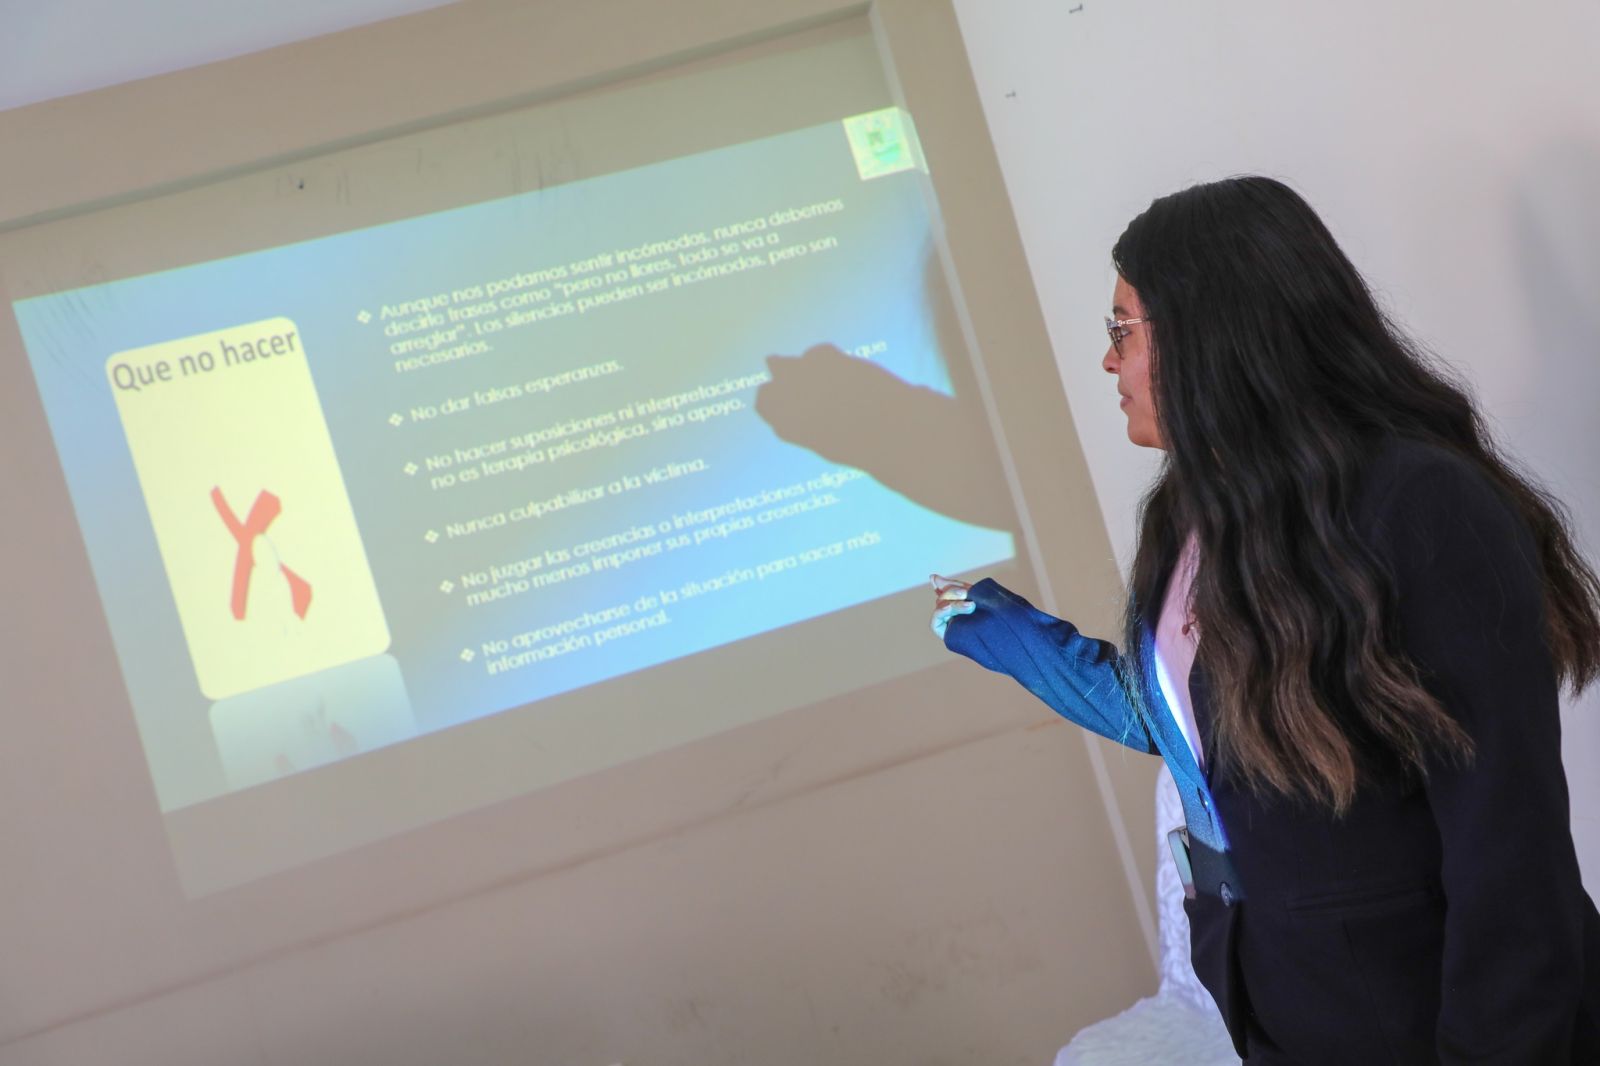 Que no hacer
❖ Aunque nos podamos sentir incómodos, nunca debemos
decirle frases como "pero no llores, todo se va a
arreglar". Los silencios pueden ser incómodos, pero son
necesarios.
❖ No dar falsas esperanzas.
❖ No hacer suposiciones ni interpretaciones que
no es terapia psicológica, sino apoyo.
❖ Nunca culpabilizar a la víctima.
❖ No juzgar las creencias o interpretaciones
mucho menos imponer sus propias creencias.
❖ No aprovecharse de la situación para sacar más
información personal.